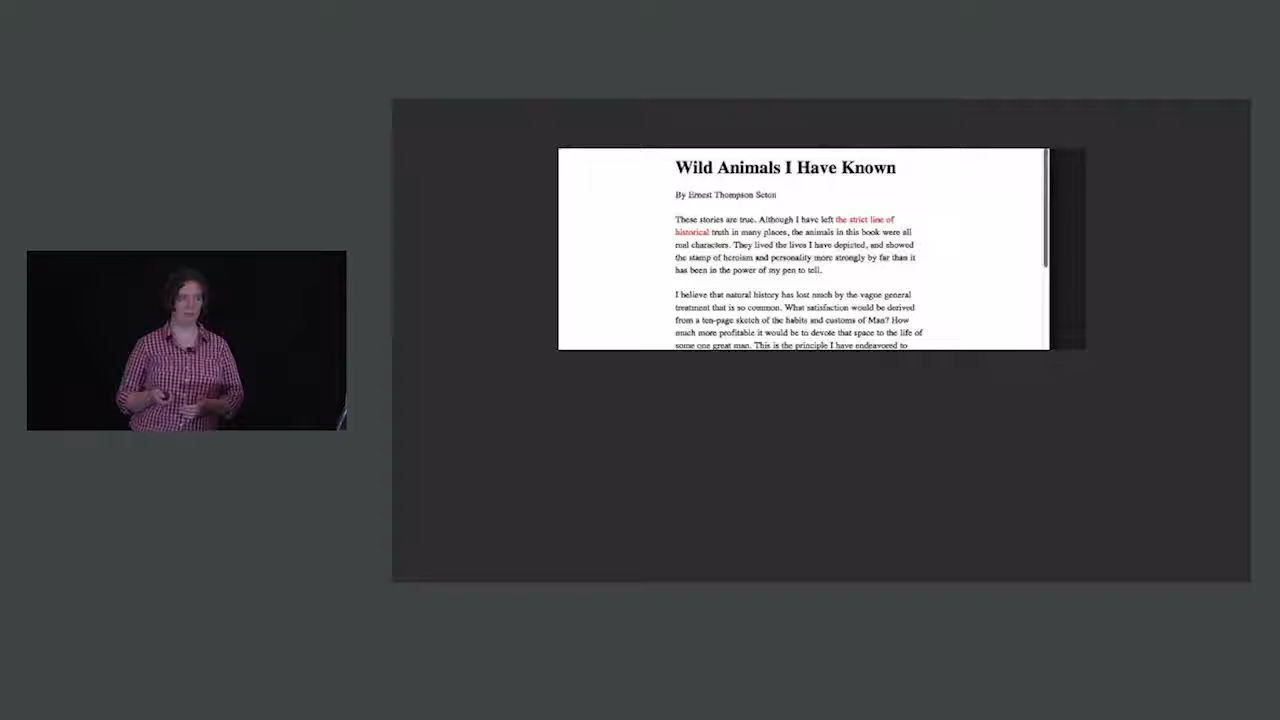 Wild Animals I Have Known
By Ernest Thompson Seton
These stories are true. Although I have left the strict line of
historical truth in many places, the animals in this book were all
real characters. They lived the lives I have depicted, and showed
the stamp of heroism and personality more strongly by far than it
has been in the power of my pen to tell.
I believe that natural history has lost much by the vague general
treatment that is so common. What satisfaction would be derived
from a ten-page sketch of the habits and customs of Man? How
much more profitable it would be to devote that space to the life of
some one great man. This is the principle I have endeavored to